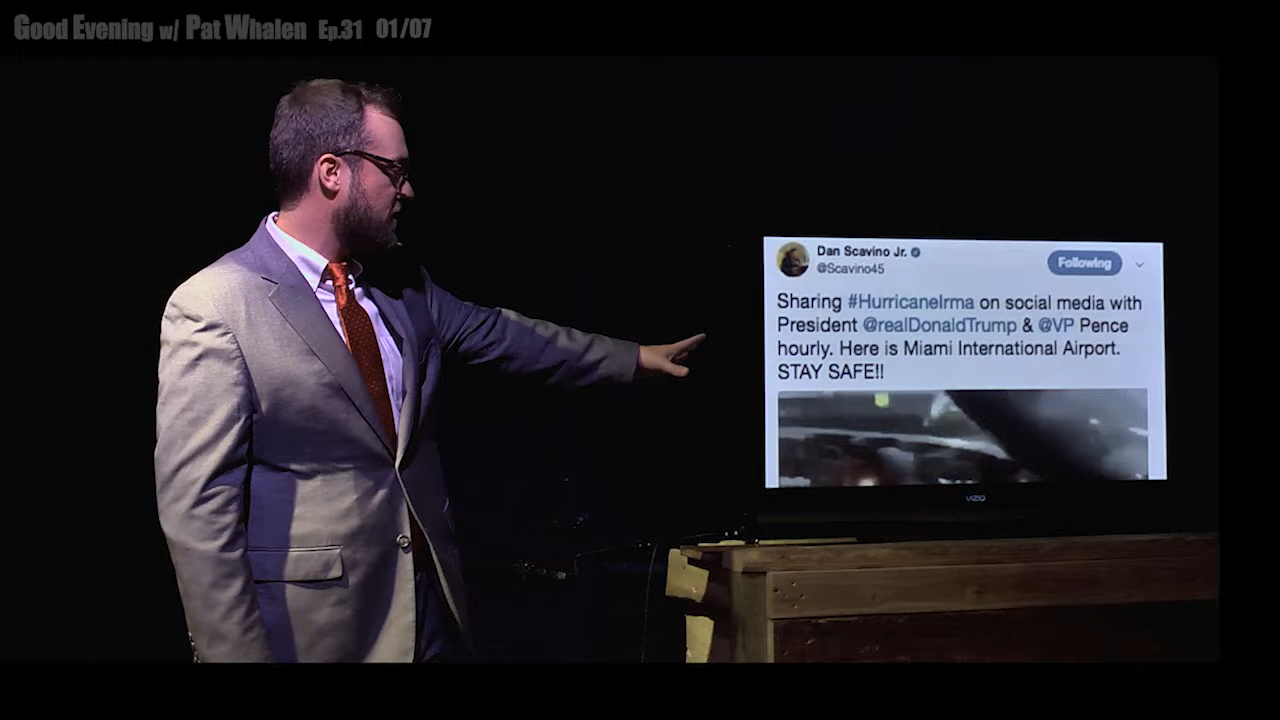 Good Evening w/ Pat Whalen Ep.31 01/07
Dan Scavino Jr.
@Scavino45
Following
Sharing #HurricaneIrma on social media with
President @realDonaldTrump & @VP Pence
hourly. Here is Miami International Airport.
STAY SAFE!!
VIZIO